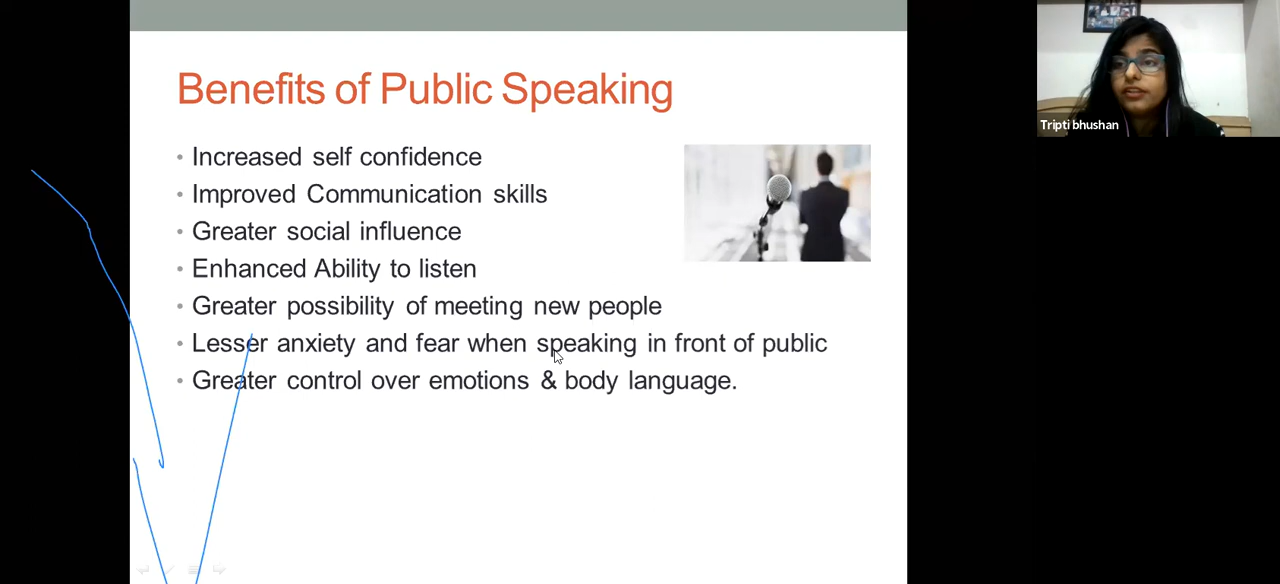 Benefits of Public Speaking
• Increased self confidence
• Improved Communication skills
• Greater social influence
• Enhanced Ability to listen
• Greater possibility of meeting new people
• Lesser anxiety and fear when speaking in front of public
• Greater control over emotions & body language.
Tripti bhushan